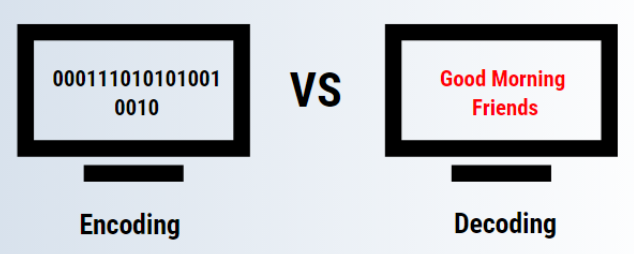 000111010101001
0010
VS
Good Morning
Friends
Encoding
Decoding